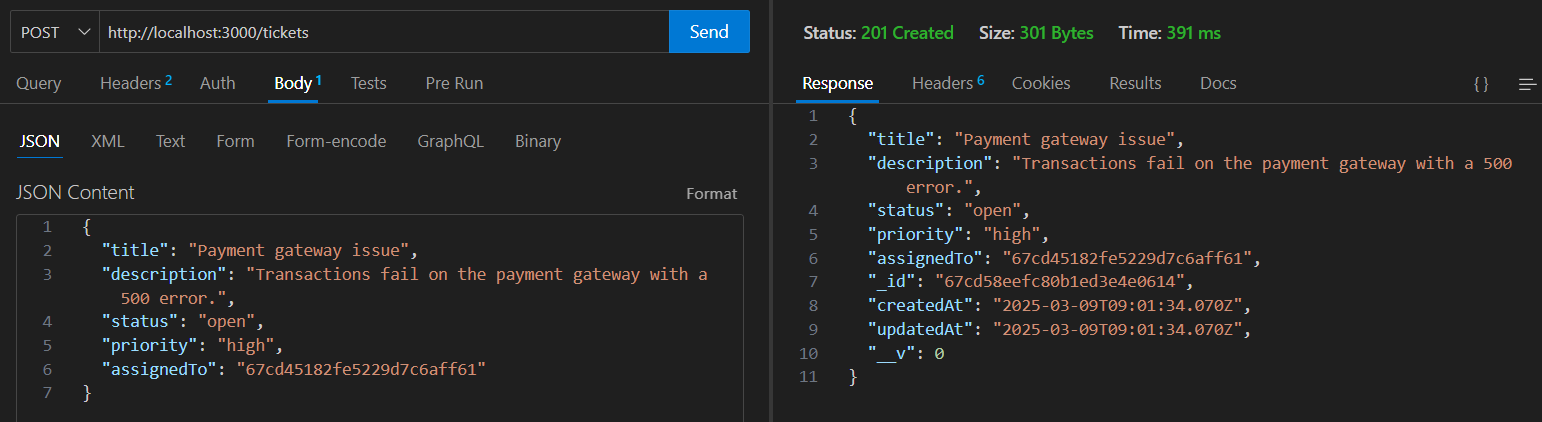 POST http://localhost:3000/tickets Send
Query Headers 2 Auth Body 1 Tests Pre Run
JSON XML Text Form Form-encode GraphQL Binary
JSON Content Format
1 {
2 "title": "Payment gateway issue",
3 "description": "Transactions fail on the payment gateway with a
500 error.",
4 "status": "open",
5 "priority": "high",
6 "assignedTo": "67cd45182fe5229d7c6aff61"
7 }
Status: 201 Created Size: 301 Bytes Time: 391 ms
Response Headers 6 Cookies Results Docs { }
1 {
2 "title": "Payment gateway issue",
3 "description": "Transactions fail on the payment gateway with a 500
error.",
4 "status": "open",
5 "priority": "high",
6 "assignedTo": "67cd45182fe5229d7c6aff61",
7 "_id": "67cd58eefc80b1ed3e4e0614",
8 "createdAt": "2025-03-09T09:01:34.070Z",
9 "updatedAt": "2025-03-09T09:01:34.070Z",
10 "__v": 0
11 }